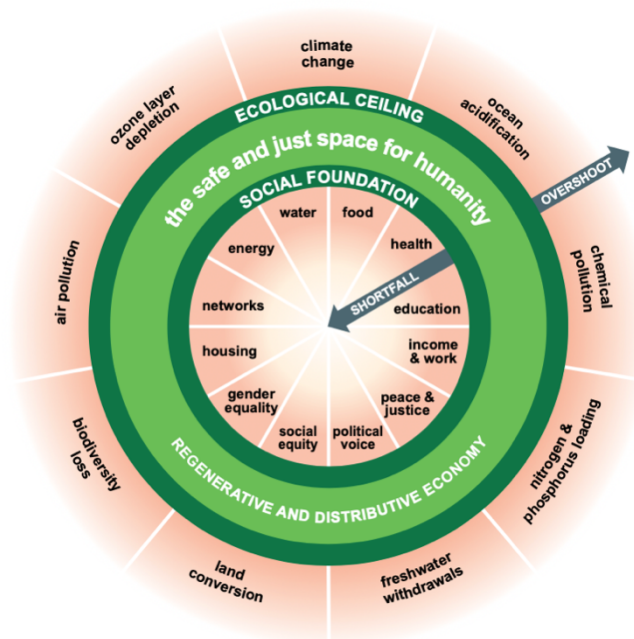 climate
change
ocean
acidification
chemical
pollution
nitrogen &
phosphorus loading
freshwater
withdrawals
land
conversion
biodiversity
loss
air pollution
ozone layer
depletion
OVERSHOOT
ECOLOGICAL CEILING
the safe and just space for humanity
SOCIAL FOUNDATION
water
food
health
SHORTFALL
education
income
& work
peace &
justice
political
voice
social
equity
gender
equality
housing
networks
energy
REGENERATIVE AND DISTRIBUTIVE ECONOMY